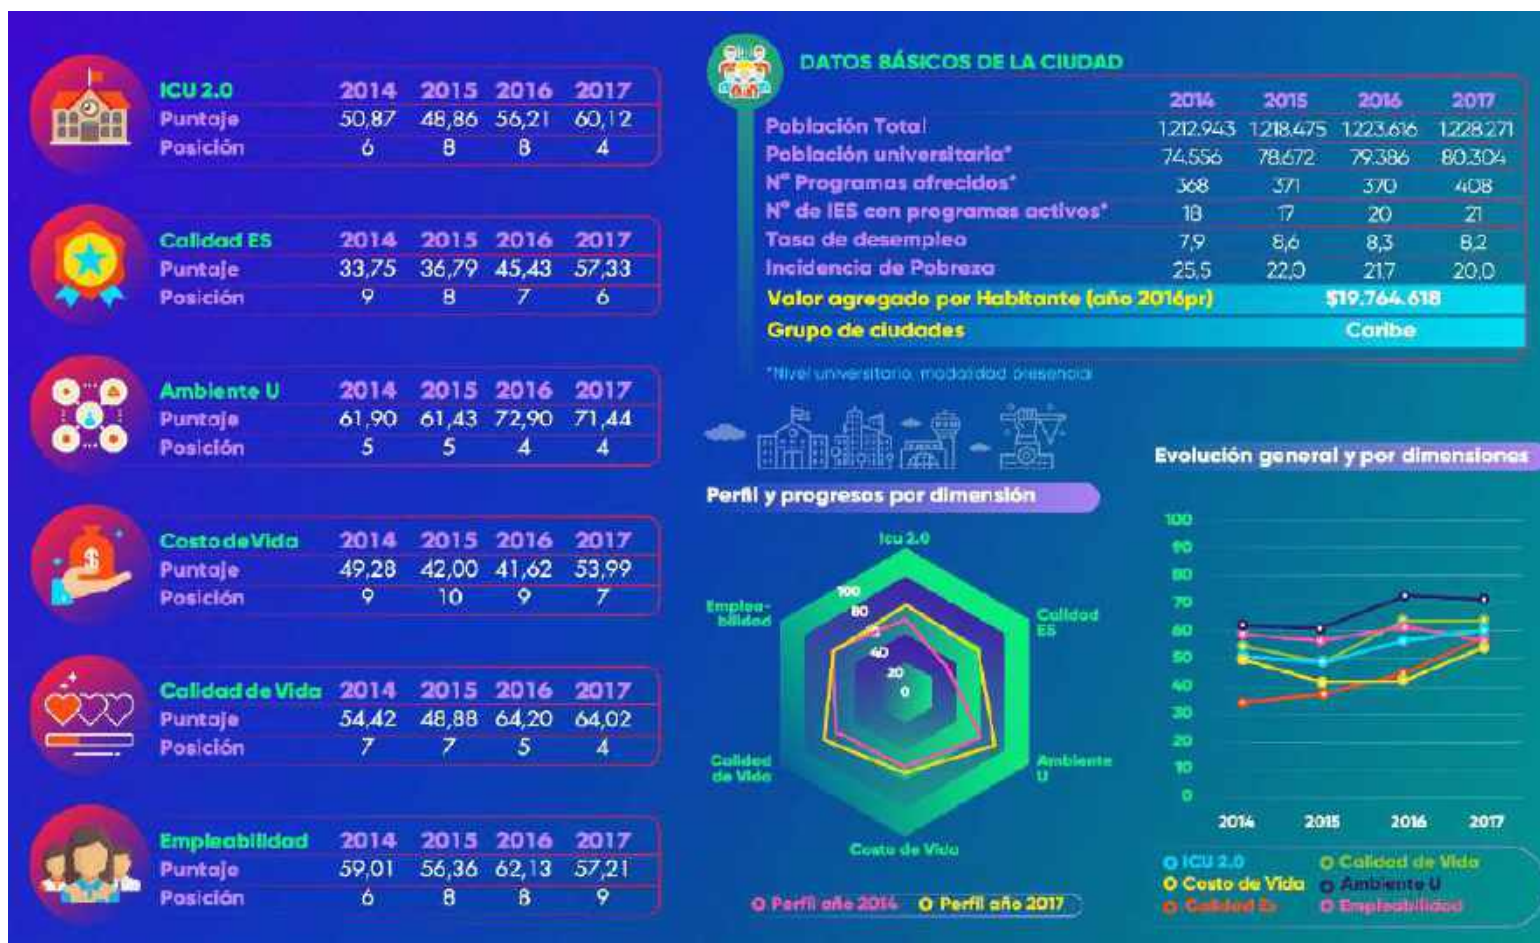 ICU 2.0 2014 2015 2016 2017
Puntaje 50,87 48,86 56,21 60,12
Posición 6 8 8 4
Calidad ES 2014 2015 2016 2017
Puntaje 33,75 36,79 45,43 57,33
Posición 9 8 7 6
Ambiente U 2014 2015 2016 2017
Puntaje 61,90 61,43 72,90 71,44
Posición 5 5 4 4
Costo de Vida 2014 2015 2016 2017
Puntaje 49,28 42,00 41,62 53,99
Posición 9 10 9 7
Calidad de Vida 2014 2015 2016 2017
Puntaje 54,42 48,88 64,20 64,02
Posición 7 7 5 4
Empleabilidad 2014 2015 2016 2017
Puntaje 59,01 56,36 62,13 57,21
Posición 6 8 8 9
DATOS BÁSICOS DE LA CIUDAD
2014 2015 2016 2017
Población Total 1.212.943 1.218.475 1.223.616 1.228.271
Población universitaria* 74.556 78.672 79.386 80.304
N° Programas ofrecidos* 368 371 370 408
N° de IES con programas activos* 18 17 20 21
Tasa de desempleo 7,9 8,6 8,3 8,2
Incidencia de Pobreza 25,5 22,0 21,7 20,0
Valor agregado por Habitante (año 2016pr) $19.764.618
Grupo de ciudades Caribe
*Nivel universitario, modalidad presencial
Perfil y progresos por dimensión
Icu 2.0
Calidad
ES
Ambiente
U
Costo de Vida
Calidad
de Vida
Emplea-
bilidad
100
80
40
20
0
Perfil año 2014 Perfil año 2017
Evolución general y por dimensiones
100
90
80
70
60
50
40
30
20
10
0
2014 2015 2016 2017
ICU 2.0 Calidad de Vida
Costo de Vida Ambiente U
Calidad Es Empleabilidad